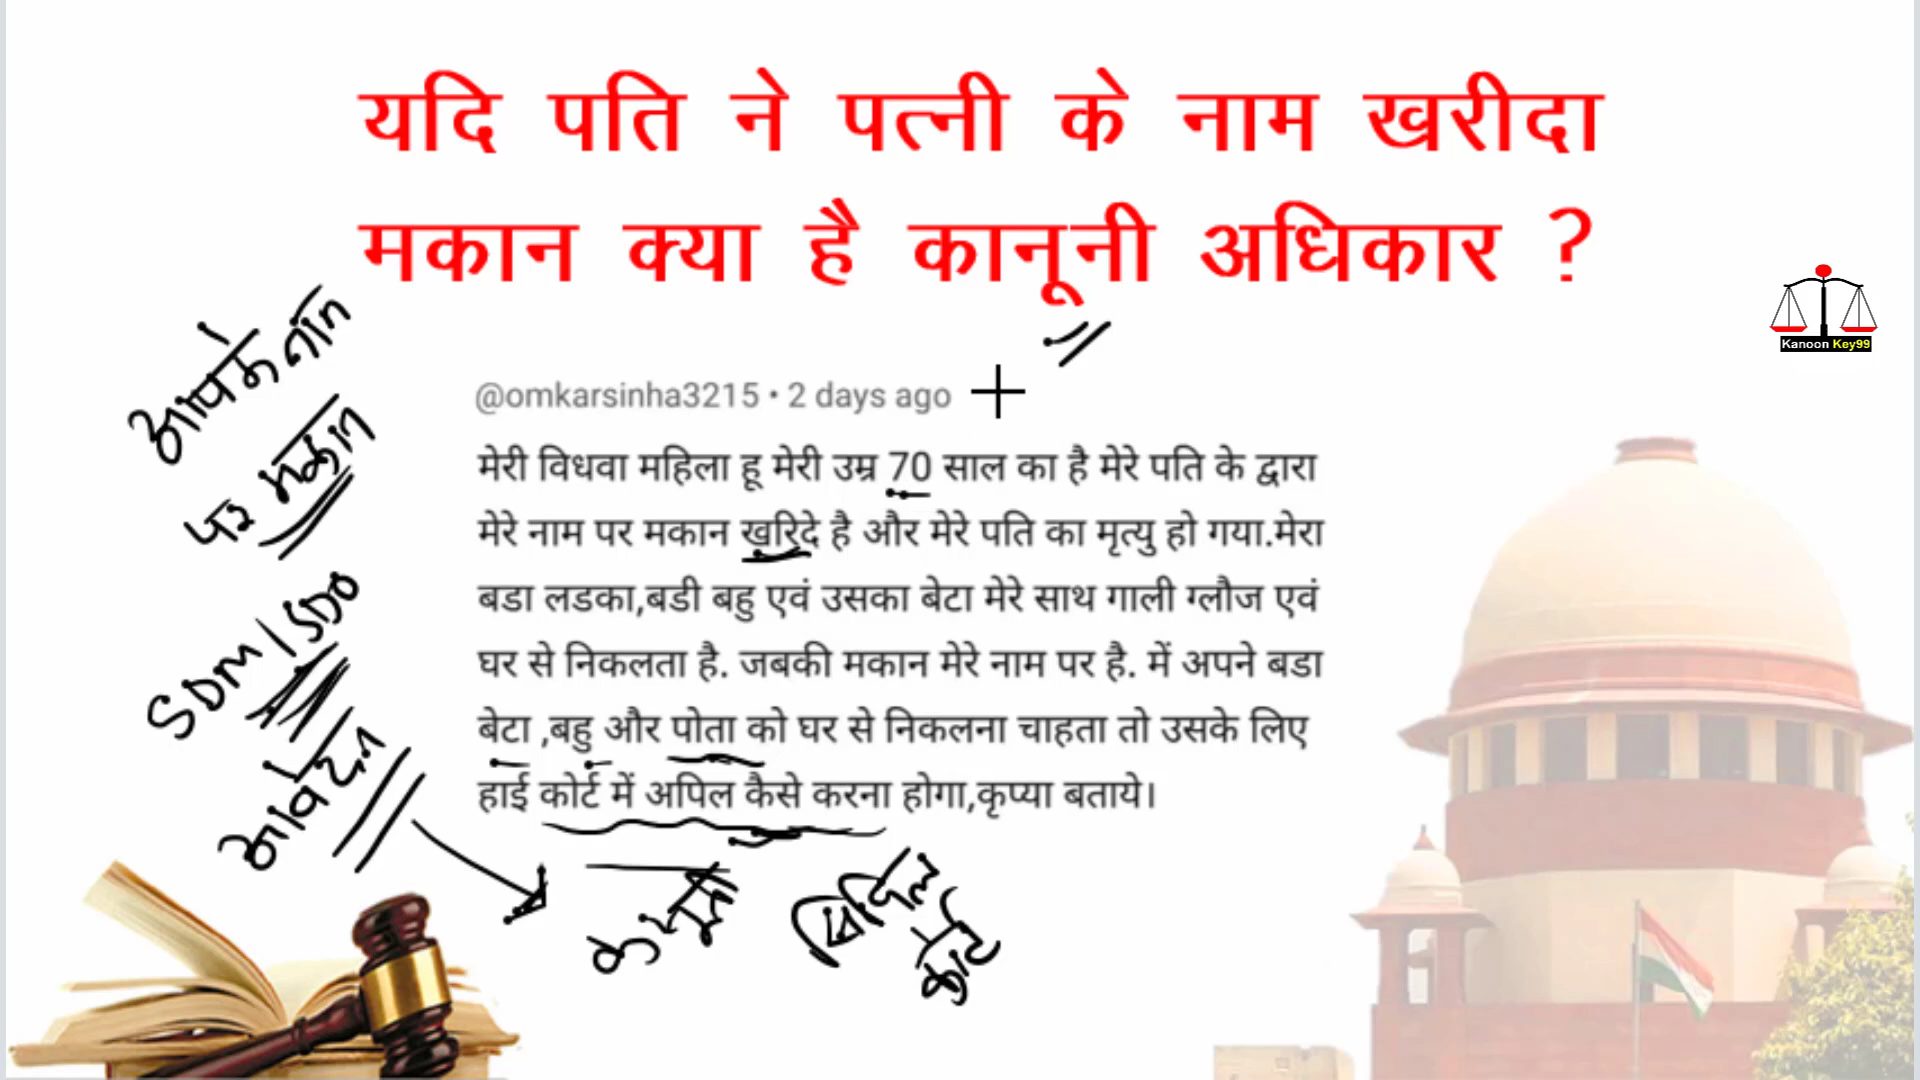 यदि पति ने पत्नी के नाम खरीदा
मकान क्या है कानूनी अधिकार ?
Kanoon Key99
@omkarsinha3215 • 2 days ago
मेरी विधवा महिला हू मेरी उम्र 70 साल का है मेरे पति के द्वारा
मेरे नाम पर मकान खरिदे है और मेरे पति का मृत्यु हो गया.मेरा
बडा लडका,बडी बहु एवं उसका बेटा मेरे साथ गाली ग्लौज एवं
घर से निकलता है. जबकी मकान मेरे नाम पर है. में अपने बडा
बेटा ,बहु और पोता को घर से निकलना चाहता तो उसके लिए
हाई कोर्ट में अपिल कैसे करना होगा,कृप्या बताये।
आपके नाम
पर मकान
SDM/SDO
आवेदन
सिविल
कोर्ट